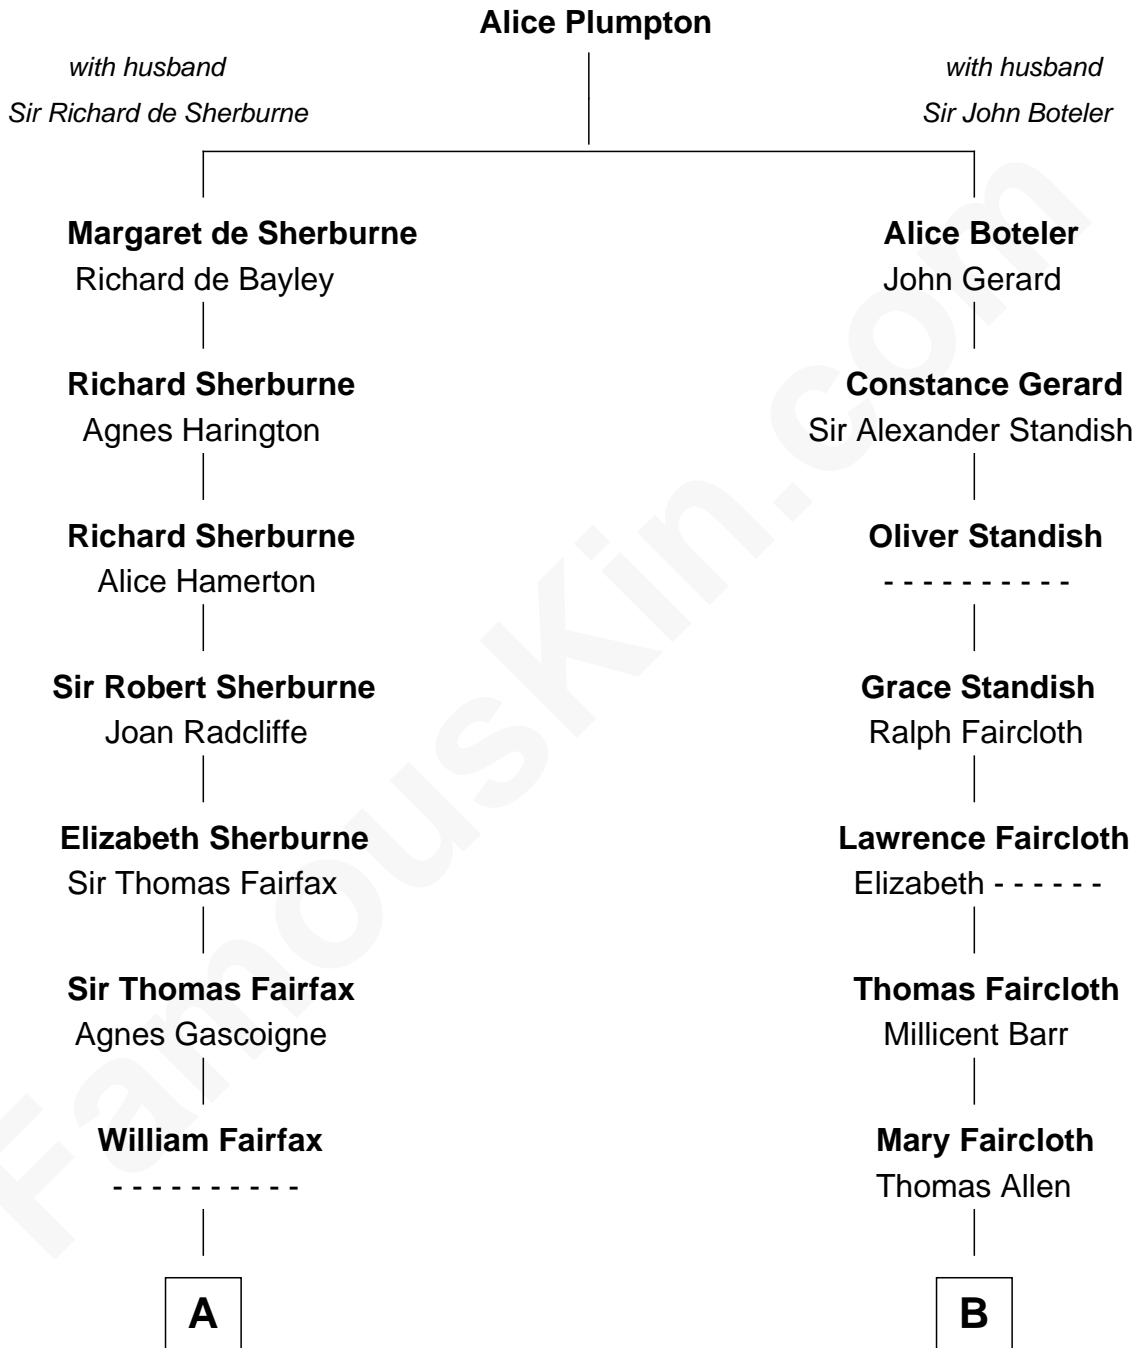 Alice Plumpton
with husband
Sir Richard de Sherburne
with husband
Sir John Boteler
Margaret de Sherburne
Richard de Bayley
Alice Boteler
John Gerard
Richard Sherburne
Agnes Harington
Constance Gerard
Sir Alexander Standish
Richard Sherburne
Alice Hamerton
Oliver Standish
- - - - - - - - - -
Sir Robert Sherburne
Joan Radcliffe
Grace Standish
Ralph Faircloth
Elizabeth Sherburne
Sir Thomas Fairfax
Lawrence Faircloth
Elizabeth - - - - - -
Sir Thomas Fairfax
Agnes Gascoigne
Thomas Faircloth
Millicent Barr
William Fairfax
- - - - - - - - - -
Mary Faircloth
Thomas Allen
A
B
FamousKin.com